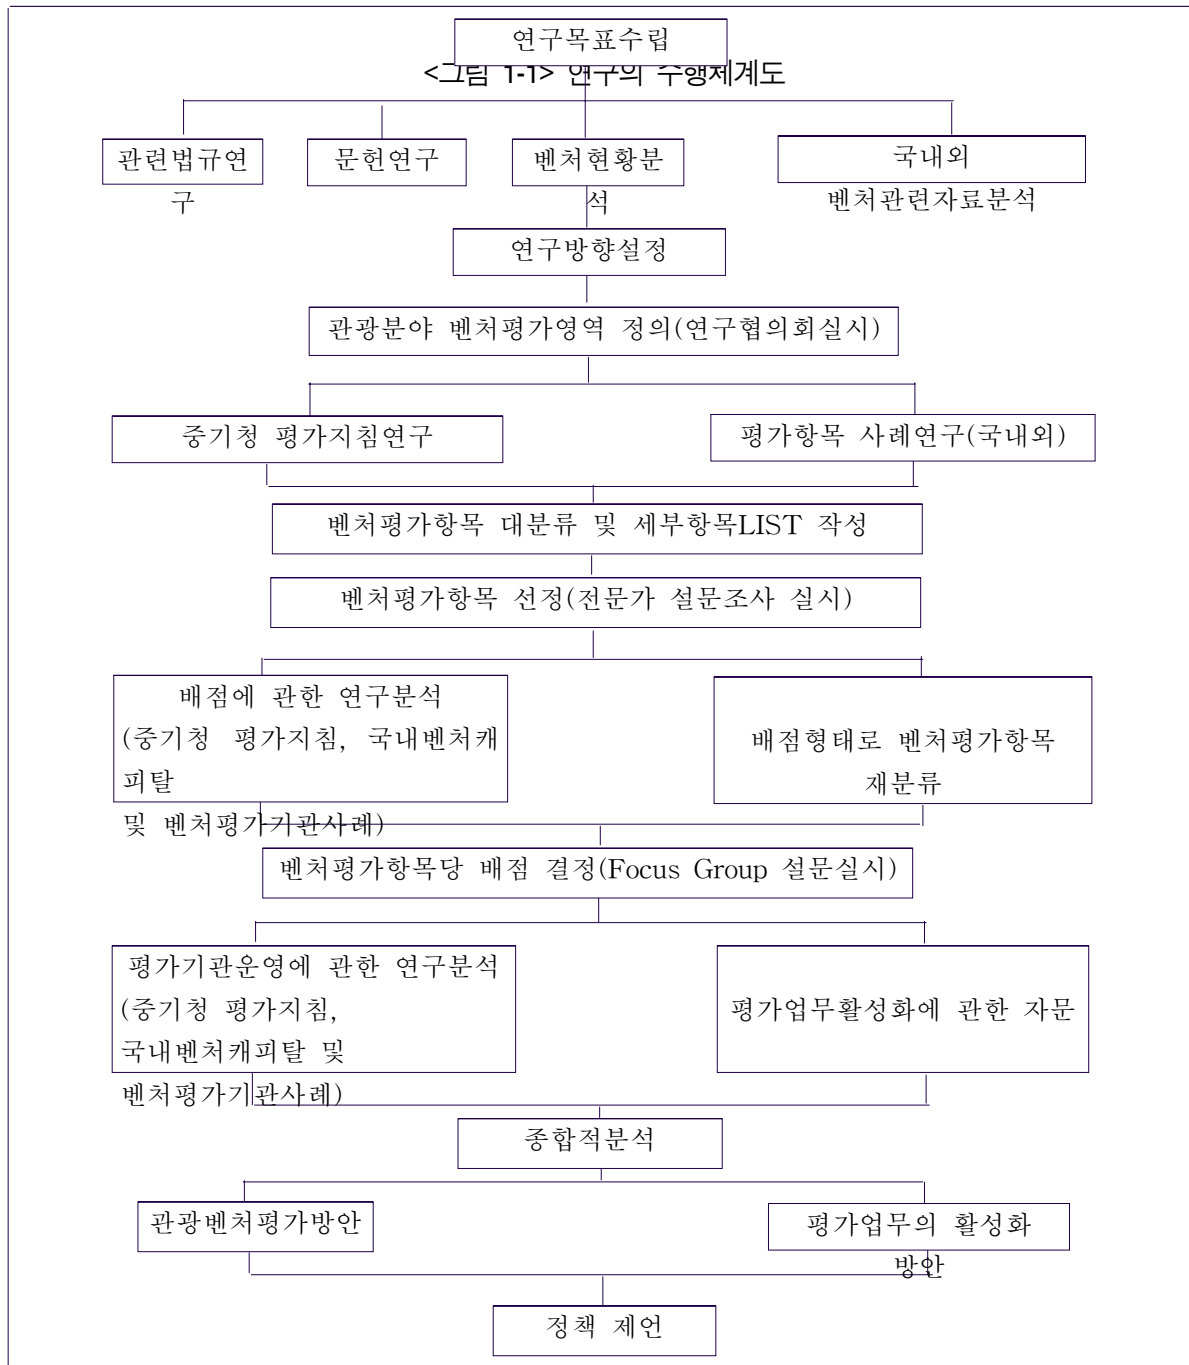 연구목표수립
<그림 1-1> 연구의 수행체계도
관련법규연
구
문헌연구
벤처현황분
석
국내외
벤처관련자료분석
연구방향설정
관광분야 벤처평가영역 정의(연구협의회실시)
중기청 평가지침연구
평가항목 사례연구(국내외)
벤처평가항목 대분류 및 세부항목LIST 작성
벤처평가항목 선정(전문가 설문조사 실시)
배점에 관한 연구분석
(중기청 평가지침, 국내벤처캐
피탈
및 벤처평가기관사례)
배점형태로 벤처평가항목
재분류
벤처평가항목당 배점 결정(Focus Group 설문실시)
평가기관운영에 관한 연구분석
(중기청 평가지침,
국내벤처캐피탈 및
벤처평가기관사례)
평가업무활성화에 관한 자문
종합적분석
관광벤처평가방안
평가업무의 활성화
방안
정책 제언